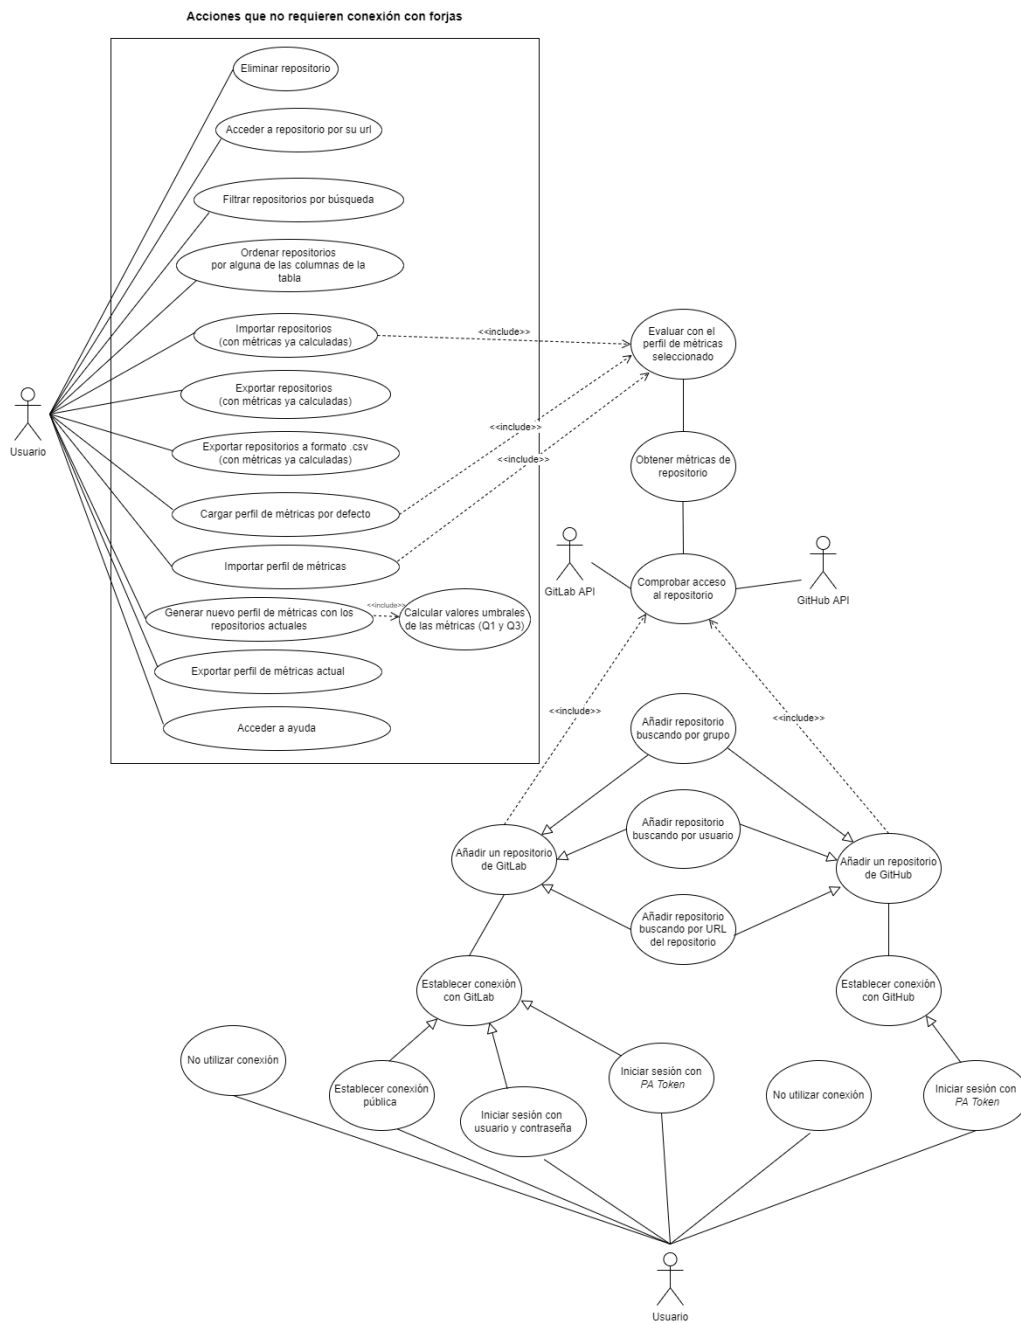 Acciones que no requieren conexión con forjas
Eliminar repositorio
Acceder a repositorio por su url
Filtrar repositorios por búsqueda
Ordenar repositorios
por alguna de las columnas de la
tabla
Importar repositorios
(con métricas ya calculadas)
<<include>>
Evaluar con el
perfil de métricas
seleccionado
Exportar repositorios
(con métricas ya calculadas)
Usuario
<<include>>
Exportar repositorios a formato .csv
(con métricas ya calculadas)
<<include>>
Obtener métricas de
repositorio
Cargar perfil de métricas por defecto
Importar perfil de métricas
GitLab API
Comprobar acceso
al repositorio
GitHub API
Generar nuevo perfil de métricas con los
repositorios actuales
<<include>>
Calcular valores umbrales
de las métricas (Q1 y Q3)
Exportar perfil de métricas actual
Acceder a ayuda
<<include>>
<<include>>
Añadir repositorio
buscando por grupo
Añadir repositorio
buscando por usuario
Añadir un repositorio
de GitLab
Añadir un repositorio
de GitHub
Añadir repositorio
buscando por URL
del repositorio
Establecer conexión
con GitLab
Establecer conexión
con GitHub
No utilizar conexión
Establecer conexión
pública
Iniciar sesión con
usuario y contraseña
Iniciar sesión con
PA Token
No utilizar conexión
Iniciar sesión con
PA Token
Usuario